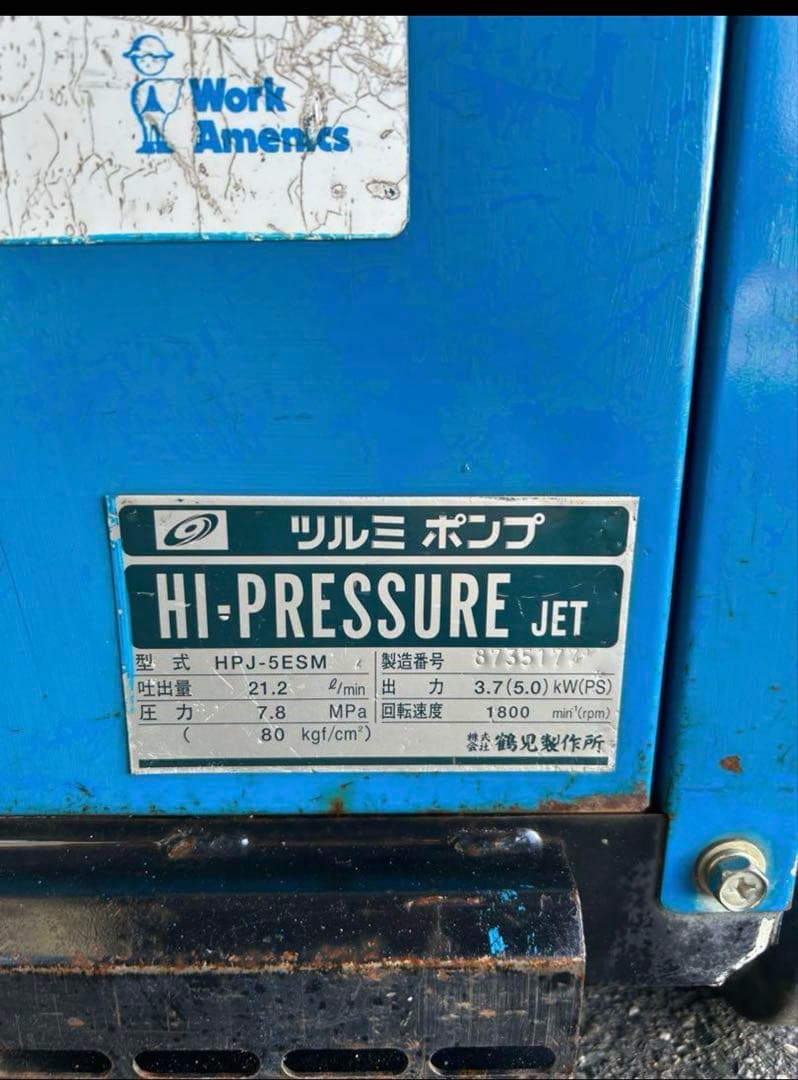 Work
Amenics
ツルミ ポンプ
HI-PRESSURE JET
型式 HPJ-5ESM 製造番号
吐出量 21.2 ℓ/min 出力 3.7(5.0) kW(PS)
圧力 7.8 MPa 回転速度 1800 min⁻¹(rpm)
( 80 kgf/cm²)
株式会社 鶴見製作所